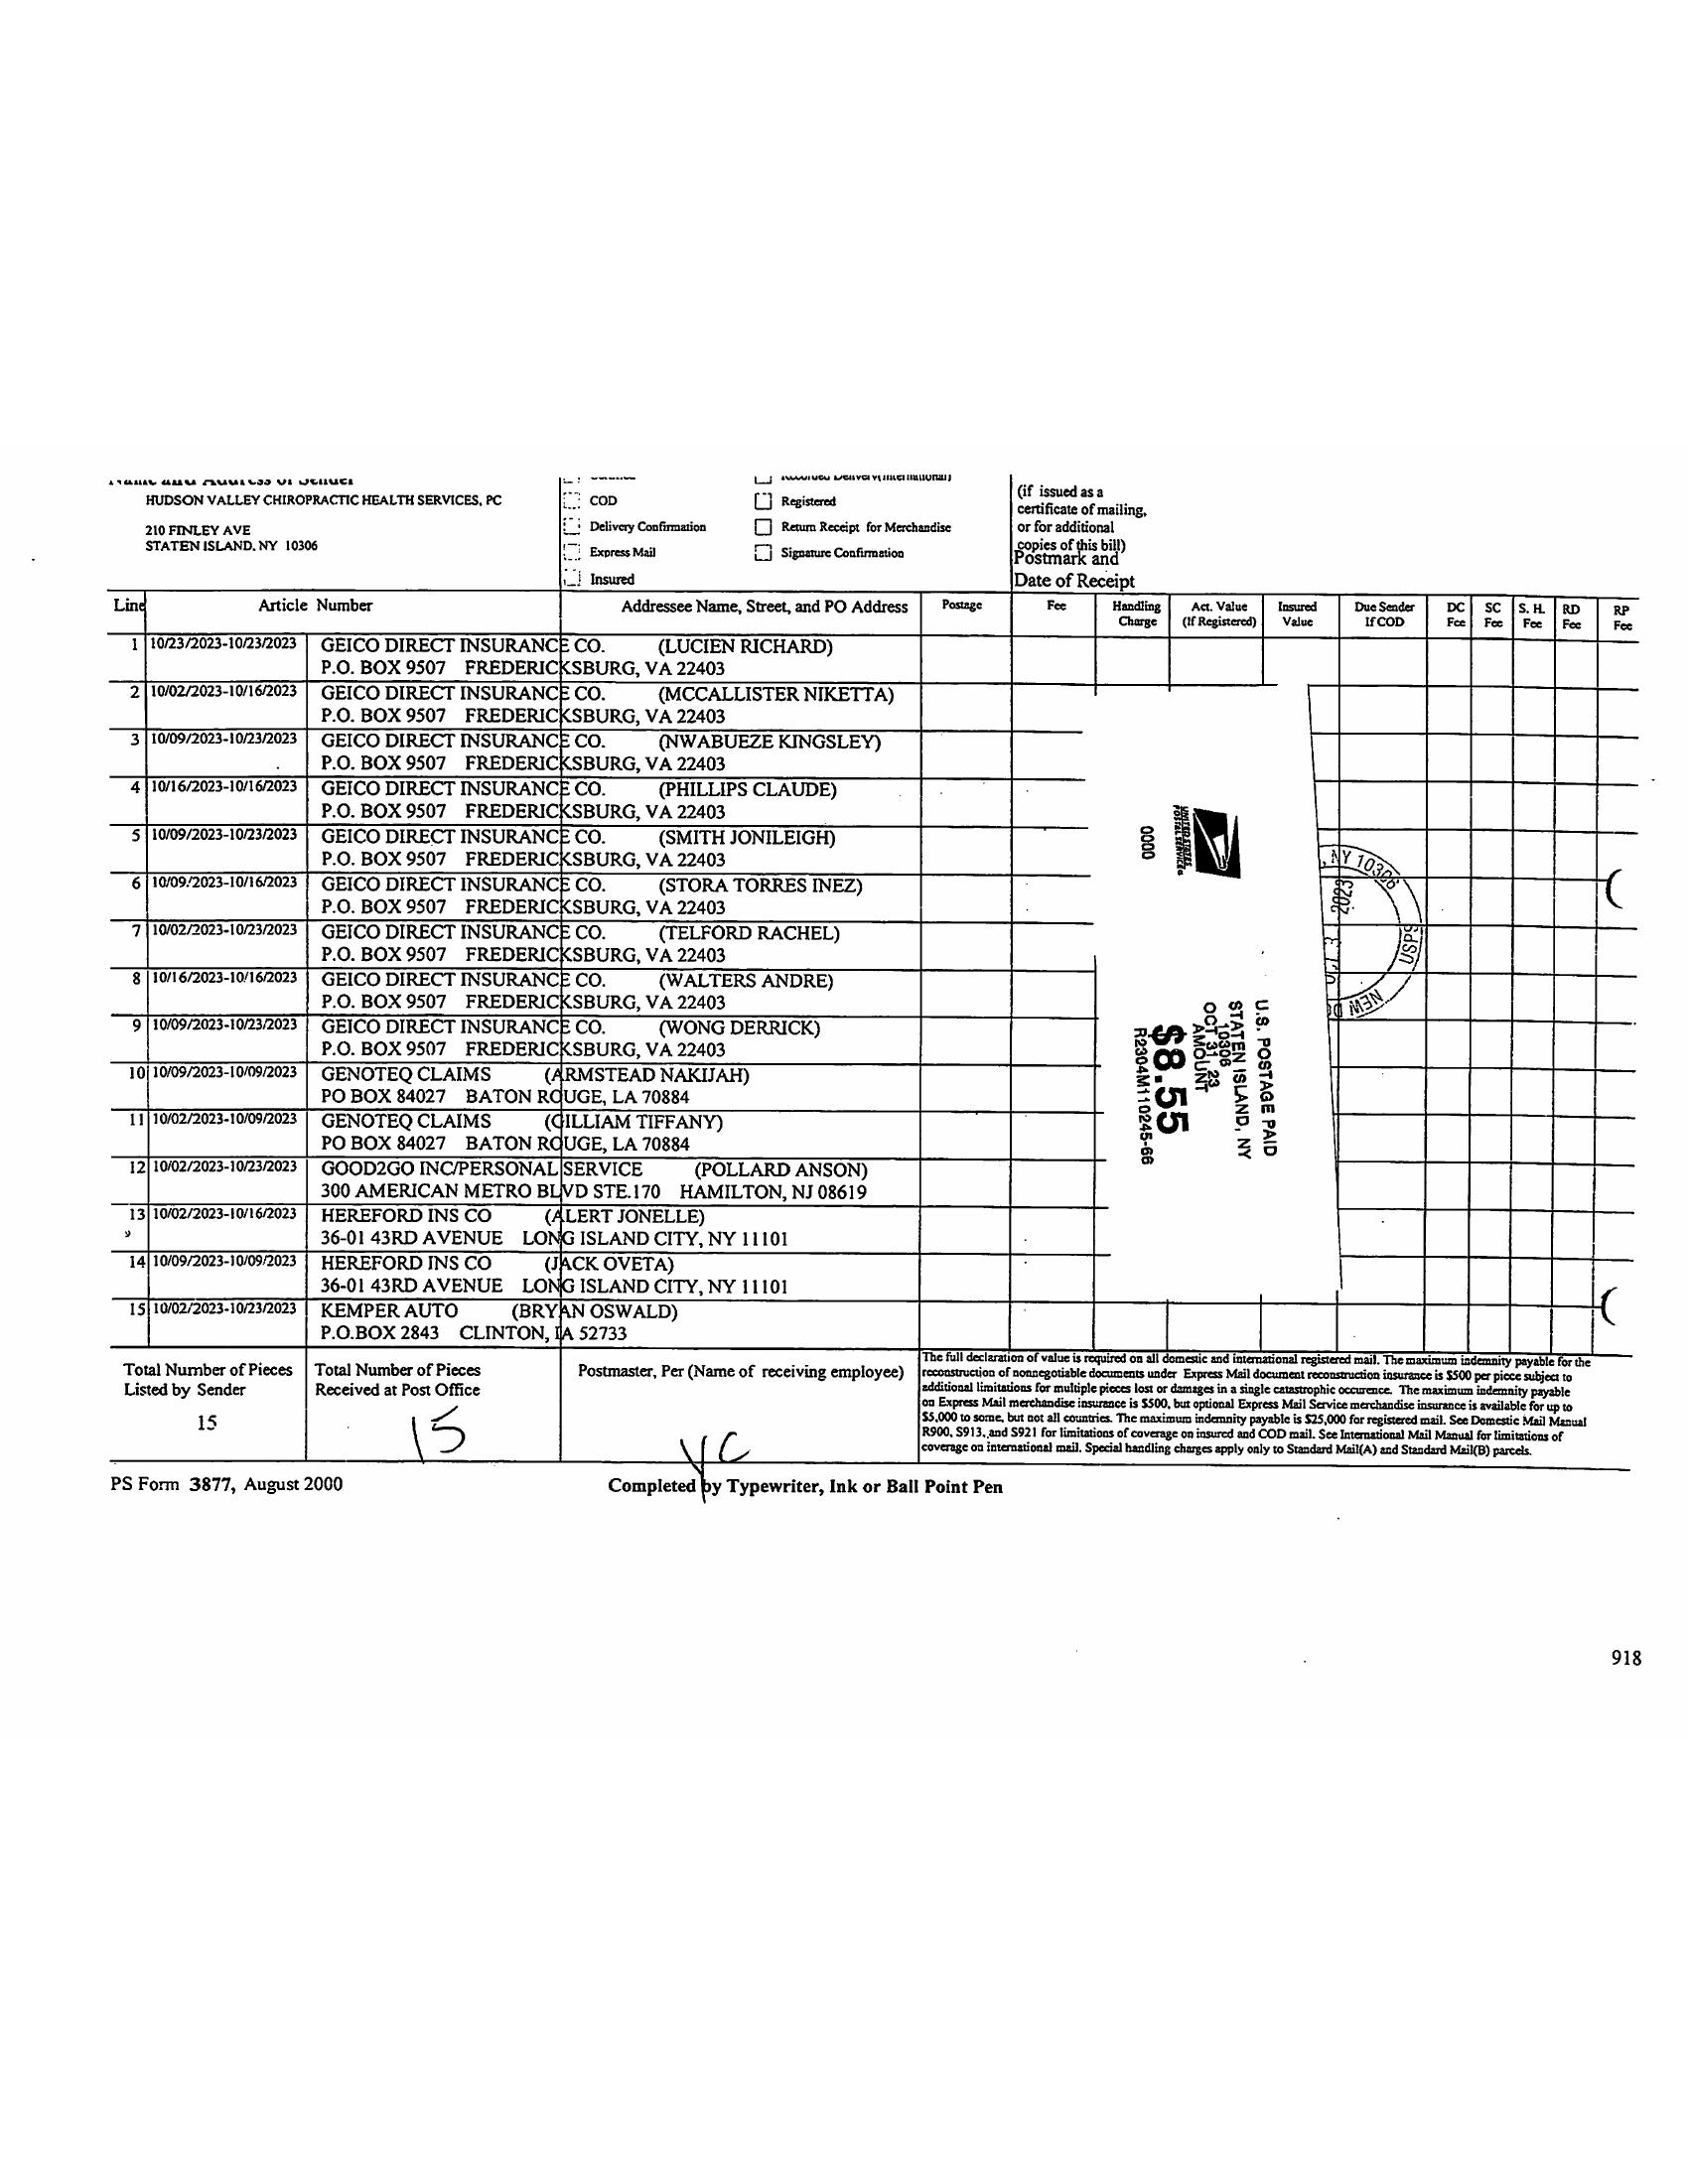 Name and Address of Sender
HUDSON VALLEY CHIROPRACTIC HEALTH SERVICES, PC
210 FINLEY AVE
STATEN ISLAND, NY 10306
COD
Delivery Confirmation
Express Mail
Insured
Recorded Delivery (International)
Registered
Return Receipt for Merchandise
Signature Confirmation
(if issued as a
certificate of mailing,
or for additional
copies of this bill)
Postmark and
Date of Receipt
Line Article Number Addressee Name, Street, and PO Address Postage Fee Handling Charge Act. Value (If Registered) Insured Value Due Sender If COD DC Fee SC Fee S. H. Fee RD Fee RP Fee
1 10/23/2023-10/23/2023 GEICO DIRECT INSURANCE CO. (LUCIEN RICHARD)
P.O. BOX 9507 FREDERICKSBURG, VA 22403
2 10/02/2023-10/16/2023 GEICO DIRECT INSURANCE CO. (MCCALLISTER NIKETTA)
P.O. BOX 9507 FREDERICKSBURG, VA 22403
3 10/09/2023-10/23/2023 GEICO DIRECT INSURANCE CO. (NWABUEZE KINGSLEY)
P.O. BOX 9507 FREDERICKSBURG, VA 22403
4 10/16/2023-10/16/2023 GEICO DIRECT INSURANCE CO. (PHILLIPS CLAUDE)
P.O. BOX 9507 FREDERICKSBURG, VA 22403
5 10/09/2023-10/23/2023 GEICO DIRECT INSURANCE CO. (SMITH JONILEIGH)
P.O. BOX 9507 FREDERICKSBURG, VA 22403
6 10/09/2023-10/16/2023 GEICO DIRECT INSURANCE CO. (STORA TORRES INEZ)
P.O. BOX 9507 FREDERICKSBURG, VA 22403
7 10/02/2023-10/23/2023 GEICO DIRECT INSURANCE CO. (TELFORD RACHEL)
P.O. BOX 9507 FREDERICKSBURG, VA 22403
8 10/16/2023-10/16/2023 GEICO DIRECT INSURANCE CO. (WALTERS ANDRE)
P.O. BOX 9507 FREDERICKSBURG, VA 22403
9 10/09/2023-10/23/2023 GEICO DIRECT INSURANCE CO. (WONG DERRICK)
P.O. BOX 9507 FREDERICKSBURG, VA 22403
10 10/09/2023-10/09/2023 GENOTEQ CLAIMS (ARMSTEAD NAKIJAH)
PO BOX 84027 BATON ROUGE, LA 70884
11 10/02/2023-10/09/2023 GENOTEQ CLAIMS (GILLIAM TIFFANY)
PO BOX 84027 BATON ROUGE, LA 70884
12 10/02/2023-10/23/2023 GOOD2GO INC/PERSONAL SERVICE (POLLARD ANSON)
300 AMERICAN METRO BLVD STE.170 HAMILTON, NJ 08619
13 10/02/2023-10/16/2023 HEREFORD INS CO (ALERT JONELLE)
36-01 43RD AVENUE LONG ISLAND CITY, NY 11101
14 10/09/2023-10/09/2023 HEREFORD INS CO (JACK OVETA)
36-01 43RD AVENUE LONG ISLAND CITY, NY 11101
15 10/02/2023-10/23/2023 KEMPER AUTO (BRYAN OSWALD)
P.O.BOX 2843 CLINTON, IA 52733
UNITED STATES
POSTAL SERVICE
0000
U.S. POSTAGE PAID
STATEN ISLAND, NY
10306
OCT 31, 23
AMOUNT
$8.55
R2304M110245-66
, NY 10306
2023
USPS
NEW
Total Number of Pieces
Listed by Sender
15
Total Number of Pieces
Received at Post Office
15
Postmaster, Per (Name of receiving employee)
YC
The full declaration of value is required on all domestic and international registered mail. The maximum indemnity payable for the
reconstruction of nonnegotiable documents under Express Mail document reconstruction insurance is $500 per piece subject to
additional limitations for multiple pieces lost or damages in a single catastrophic occurence. The maximum indemnity payable
on Express Mail merchandise insurance is $500, but optional Express Mail Service merchandise insurance is available for up to
$5,000 to some, but not all countries. The maximum indemnity payable is $25,000 for registered mail. See Domestic Mail Manual
R900, S913, and S921 for limitations of coverage on insured and COD mail. See International Mail Manual for limitations of
coverage on international mail. Special handling charges apply only to Standard Mail(A) and Standard Mail(B) parcels.
PS Form 3877, August 2000
Completed by Typewriter, Ink or Ball Point Pen
918